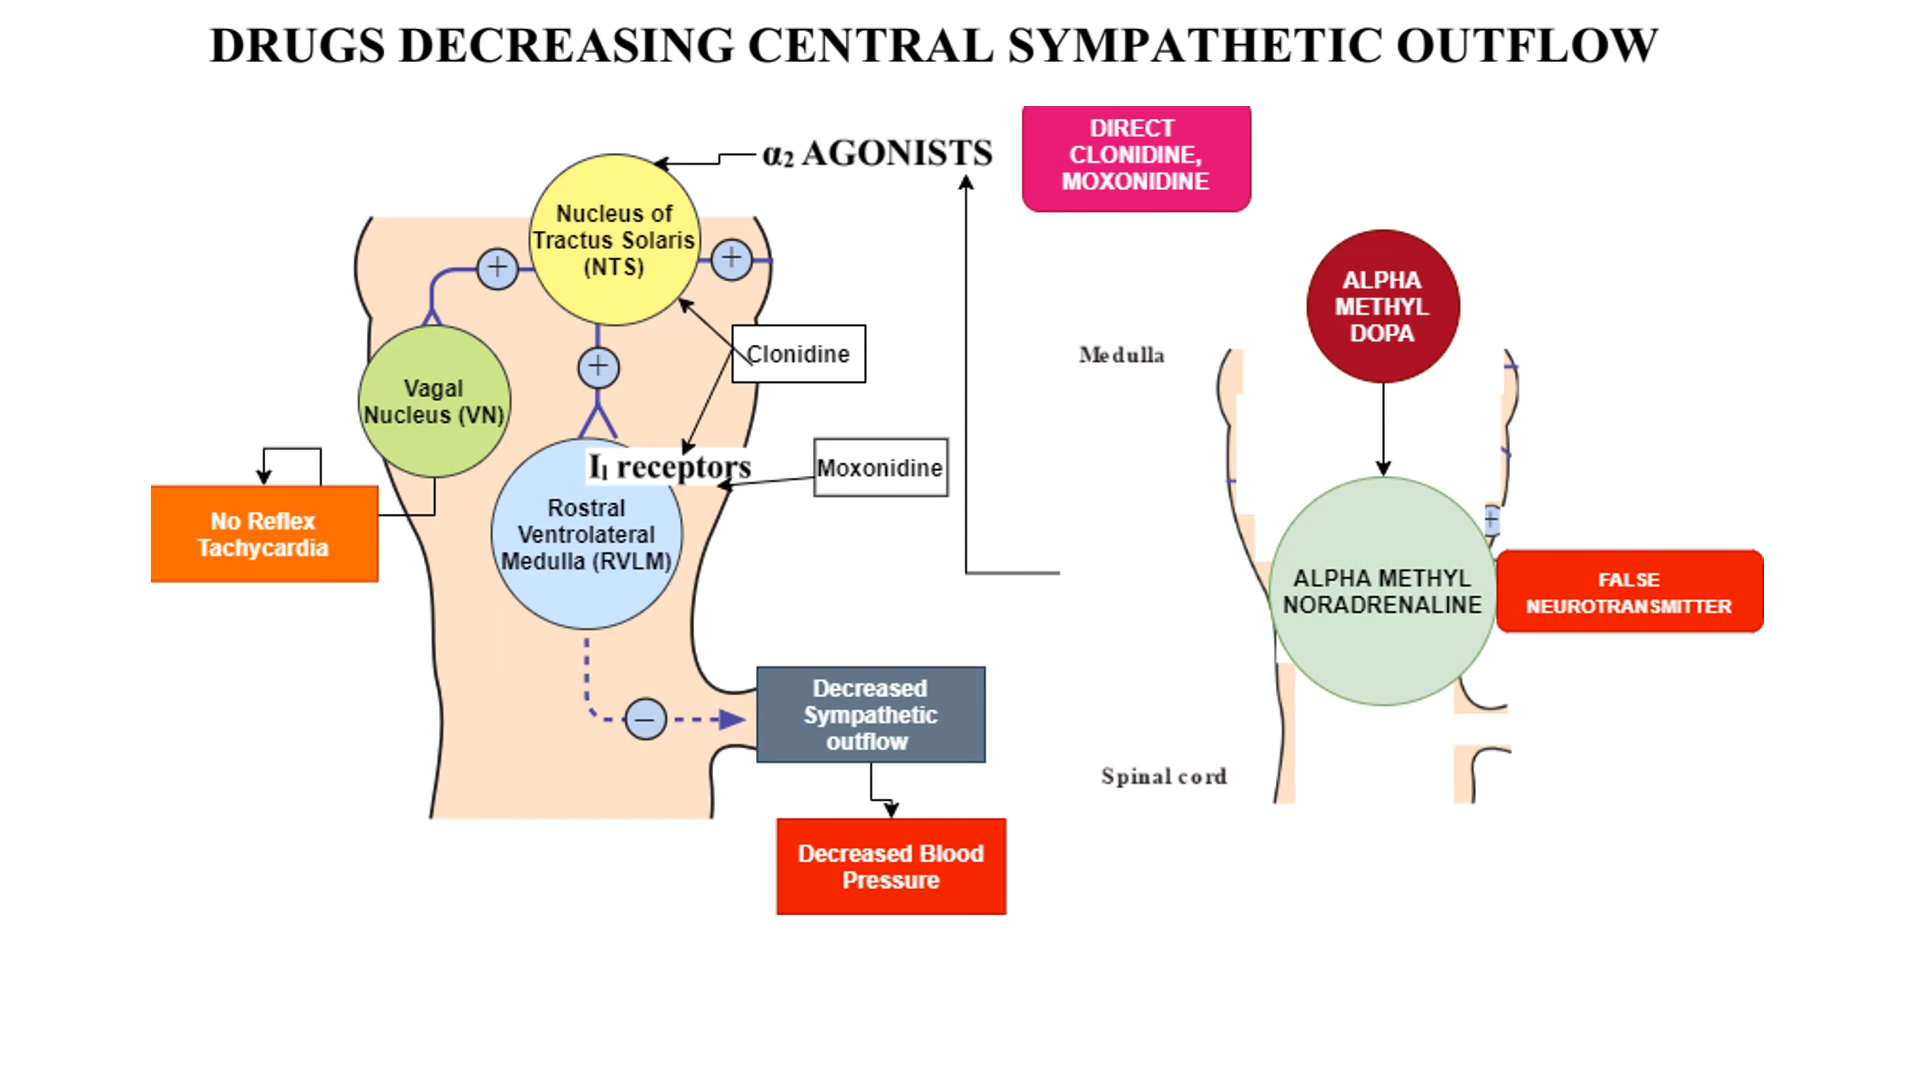 DRUGS DECREASING CENTRAL SYMPATHETIC OUTFLOW
α₂ AGONISTS
DIRECT
CLONIDINE,
MOXONIDINE
Nucleus of
Tractus Solaris
(NTS)
+
+
ALPHA
METHYL
DOPA
Clonidine
Medulla
+
Vagal
Nucleus (VN)
I₁ receptors
Moxonidine
Rostral
Ventrolateral
Medulla (RVLM)
No Reflex
Tachycardia
+
ALPHA METHYL
NORADRENALINE
FALSE
NEUROTRANSMITTER
Decreased
Sympathetic
outflow
−
Spinal cord
Decreased Blood
Pressure